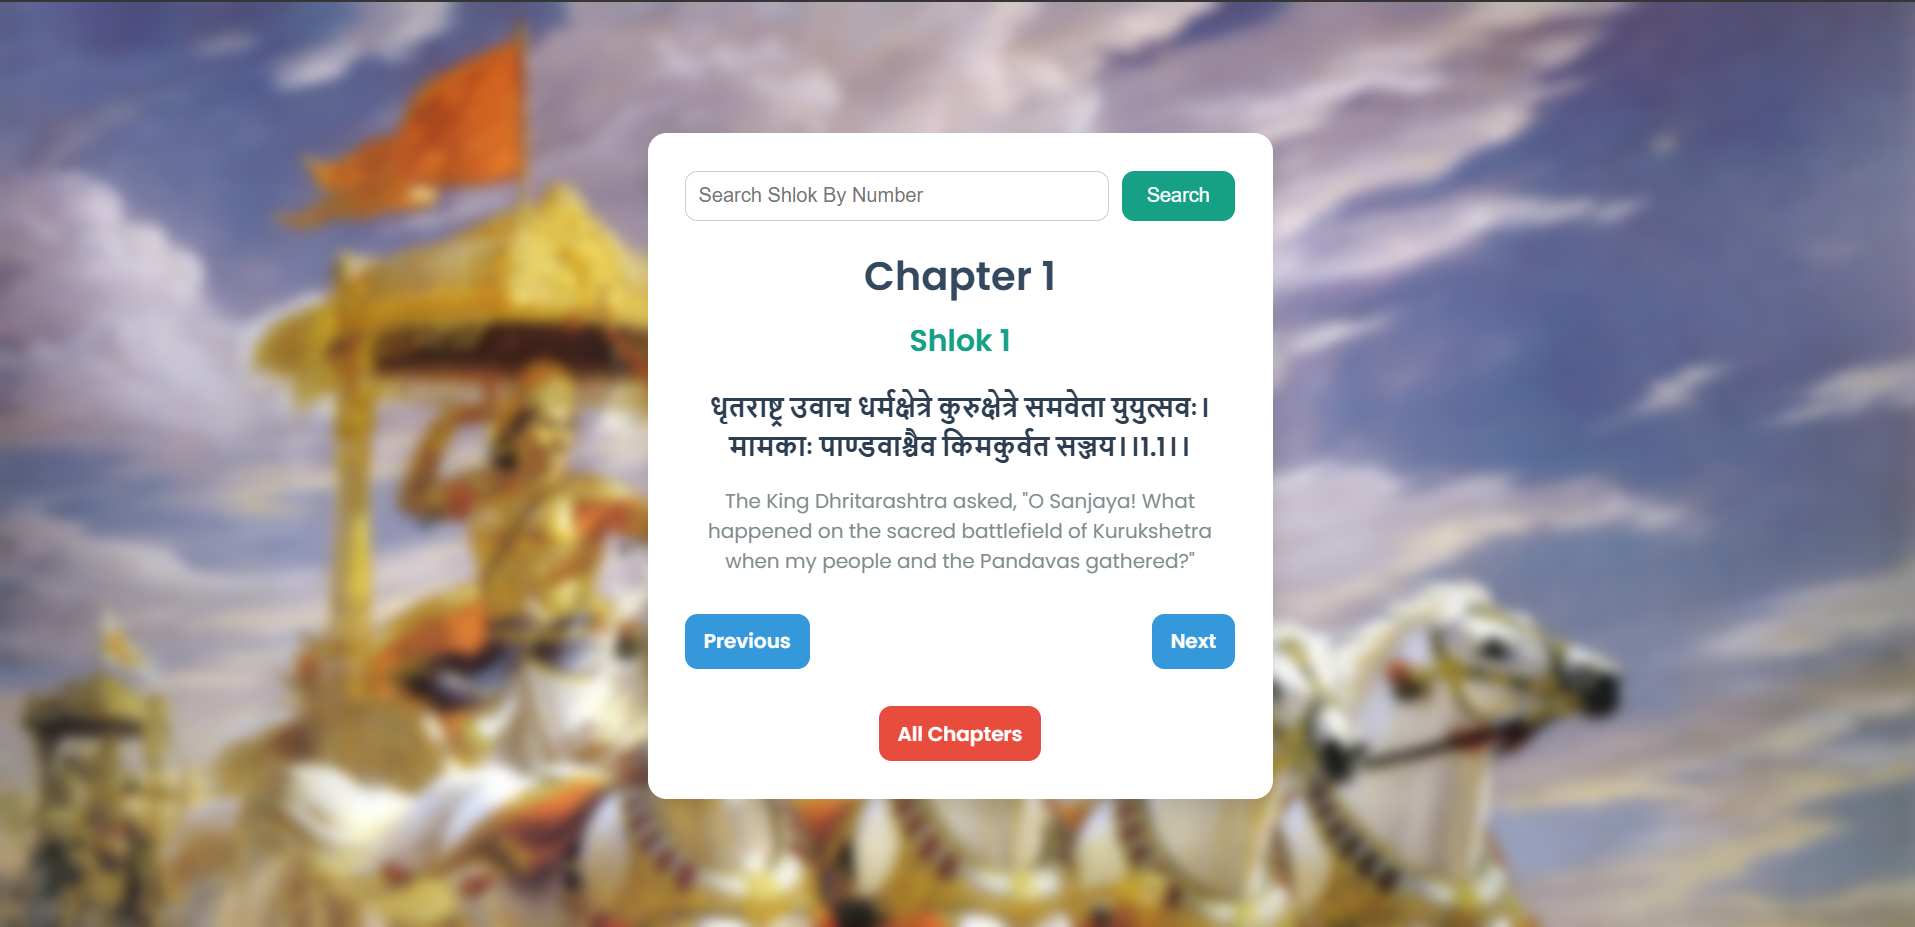 Search Shlok By Number
Search
Chapter 1
Shlok 1
धृतराष्ट्र उवाच धर्मक्षेत्रे कुरुक्षेत्रे समवेता युयुत्सवः।
मामकाः पाण्डवाश्चैव किमकुर्वत सञ्जय।।1.1।।
The King Dhritarashtra asked, "O Sanjaya! What
happened on the sacred battlefield of Kurukshetra
when my people and the Pandavas gathered?"
Previous
Next
All Chapters